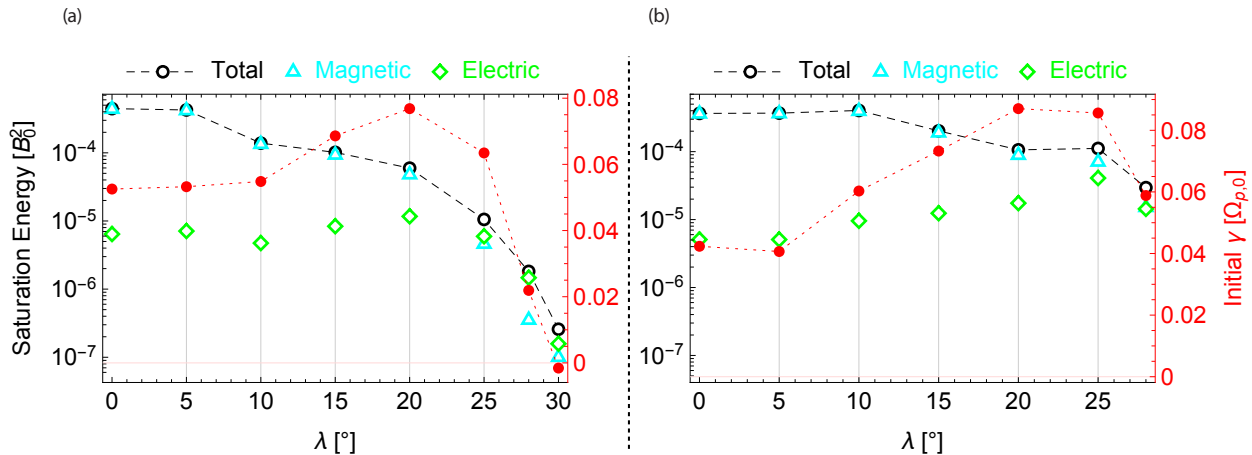 (a)
(b)
Total Magnetic Electric
Total Magnetic Electric
Saturation Energy [B₀²]
10⁻⁴
10⁻⁵
10⁻⁶
10⁻⁷
0.08
0.06
0.04
0.02
0
0 5 10 15 20 25 30
λ [°]
10⁻⁴
10⁻⁵
10⁻⁶
10⁻⁷
0.08
0.06
0.04
0.02
0
Initial γ [Ωp,0]
0 5 10 15 20 25
λ [°]